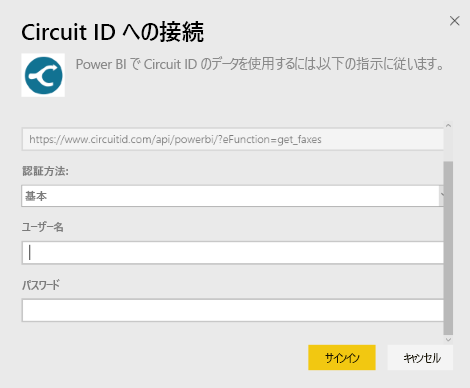 Circuit ID への接続
Power BI で Circuit ID のデータを使用するには、以下の指示に従います。
https://www.circuitid.com/api/powerbi/?eFunction=get_faxes
認証方法:
基本
ユーザー名
パスワード
サインイン
キャンセル